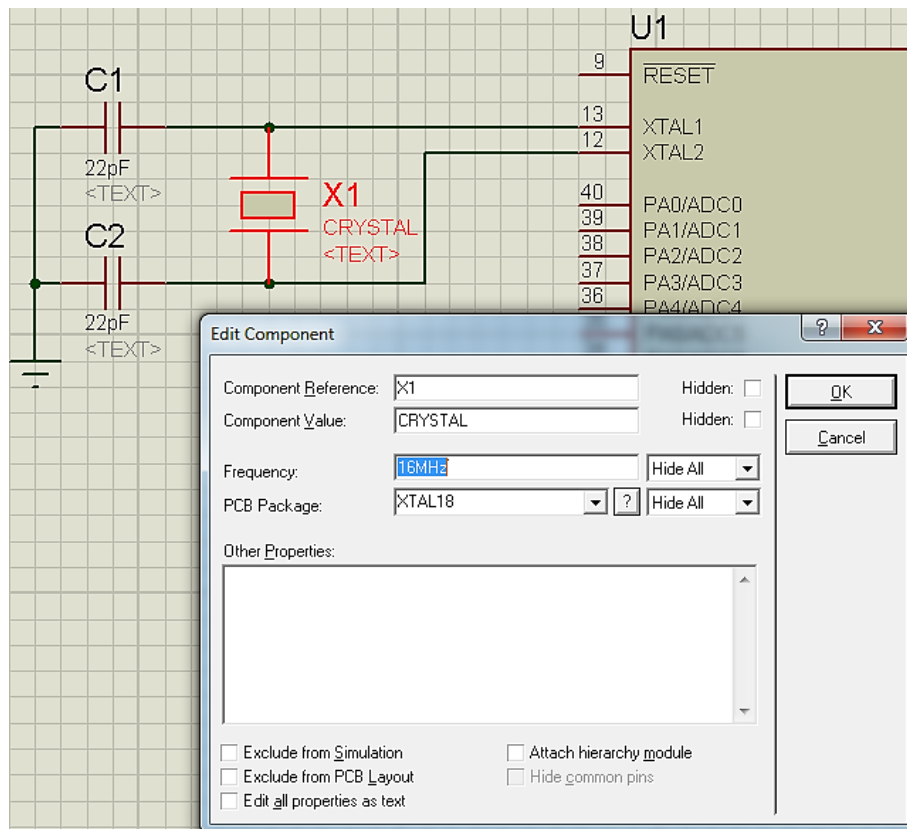 U1
9
RESET
C1
13
XTAL1
12
XTAL2
22pF
<TEXT>
X1
40
PA0/ADC0
39
PA1/ADC1
CRYSTAL
C2
38
PA2/ADC2
<TEXT>
37
PA3/ADC3
36
PA4/ADC4
22pF
<TEXT>
Edit Component
?
x
Component Reference:
X1
Hidden:
OK
Component Value:
CRYSTAL
Hidden:
Cancel
Frequency:
16MHz
Hide All
PCB Package:
XTAL18
?
Hide All
Other Properties:
Exclude from Simulation
Attach hierarchy module
Exclude from PCB Layout
Hide common pins
Edit all properties as text